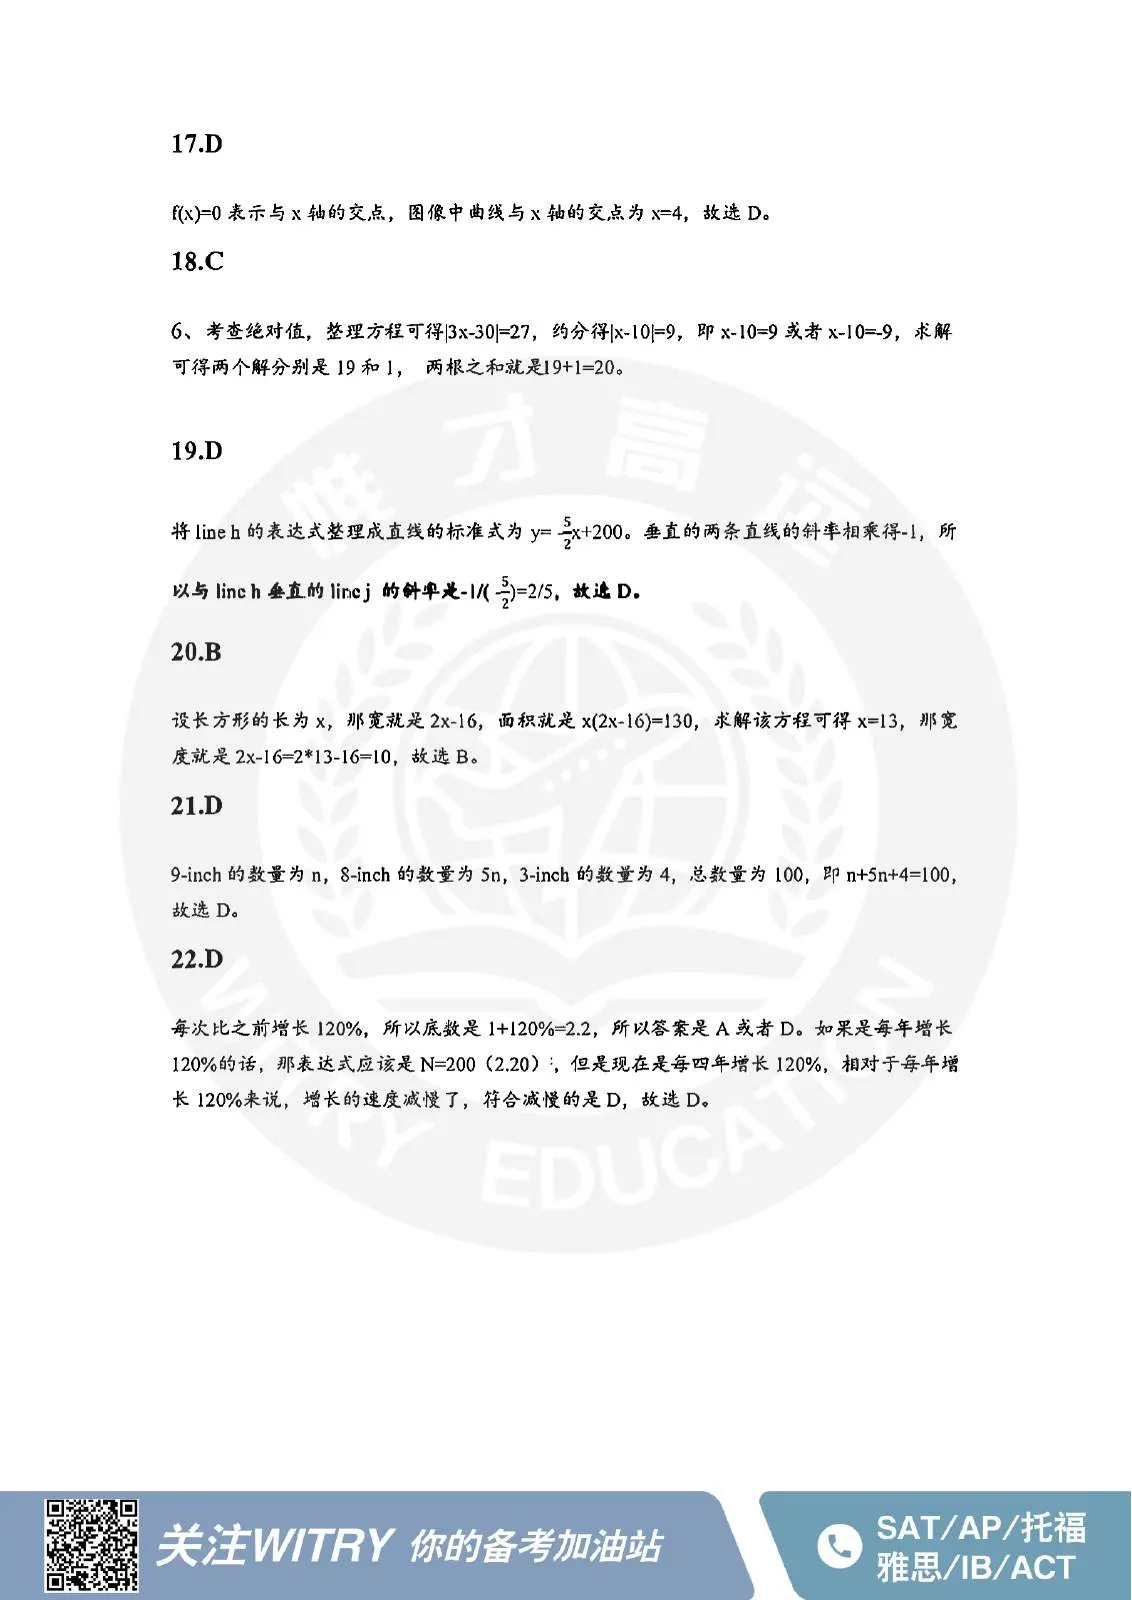 17.D
f(x)=0 表示与 x 轴的交点，图像中曲线与 x 轴的交点为 x=4，故选 D。
18.C
6、考查绝对值，整理方程可得|3x-30|=27，约分得|x-10|=9，即 x-10=9 或者 x-10=-9，求解
可得两个解分别是 19 和 1， 两根之和就是19+1=20。
19.D
将 line h 的表达式整理成直线的标准式为 y= -5/2x+200。垂直的两条直线的斜率相乘得-1，所
以与 line h 垂直的 line j 的斜率是-1/( -5/2)=2/5，故选 D。
20.B
设长方形的长为 x，那宽就是 2x-16，面积就是 x(2x-16)=130，求解该方程可得 x=13，那宽
度就是 2x-16=2*13-16=10，故选 B。
21.D
9-inch 的数量为 n，8-inch 的数量为 5n，3-inch 的数量为 4，总数量为 100，即 n+5n+4=100，
故选 D。
22.D
每次比之前增长 120%，所以底数是 1+120%=2.2，所以答案是 A 或者 D。如果是每年增长
120%的话，那表达式应该是 N=200（2.20），但是现在是每四年增长 120%，相对于每年增
长 120%来说，增长的速度减慢了，符合减慢的是 D，故选 D。
惟才高远
WITRY EDUCATION
关注WITRY 你的备考加油站
SAT/AP/托福
雅思/IB/ACT